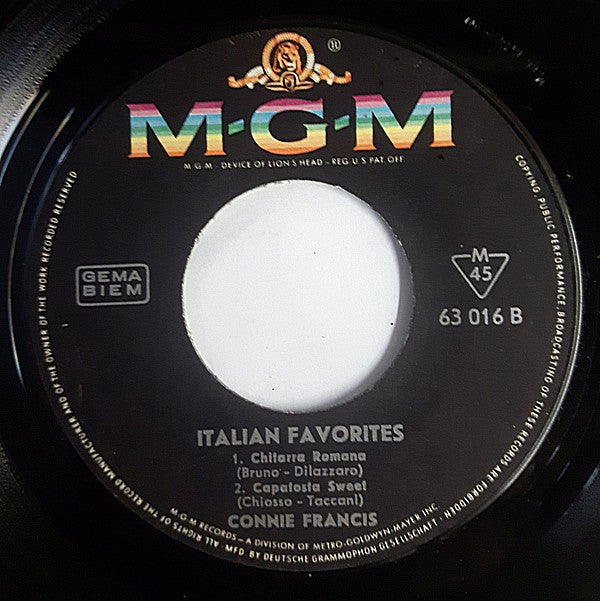 ®
M-G-M
M.G.M - DEVICE OF LION'S HEAD - REG. U.S. PAT. OFF.
GEMA
BIEM
M
45
63 016 B
ITALIAN FAVORITES
1. Chitarra Romana
(Bruno - Dilazzaro)
2. Capatosta Sweet
(Chiosso - Taccani)
CONNIE FRANCIS
M.G.M RECORDS - A DIVISION OF METRO-GOLDWYN-MAYER INC.
ALL RIGHTS OF THE RECORD MANUFACTURER AND OF THE OWNER OF THE WORK RECORDED RESERVED
COPYING, PUBLIC PERFORMANCE, BROADCASTING OF THESE RECORDS ARE FORBIDDEN
MFD BY DEUTSCHE GRAMMOPHON GESELLSCHAFT